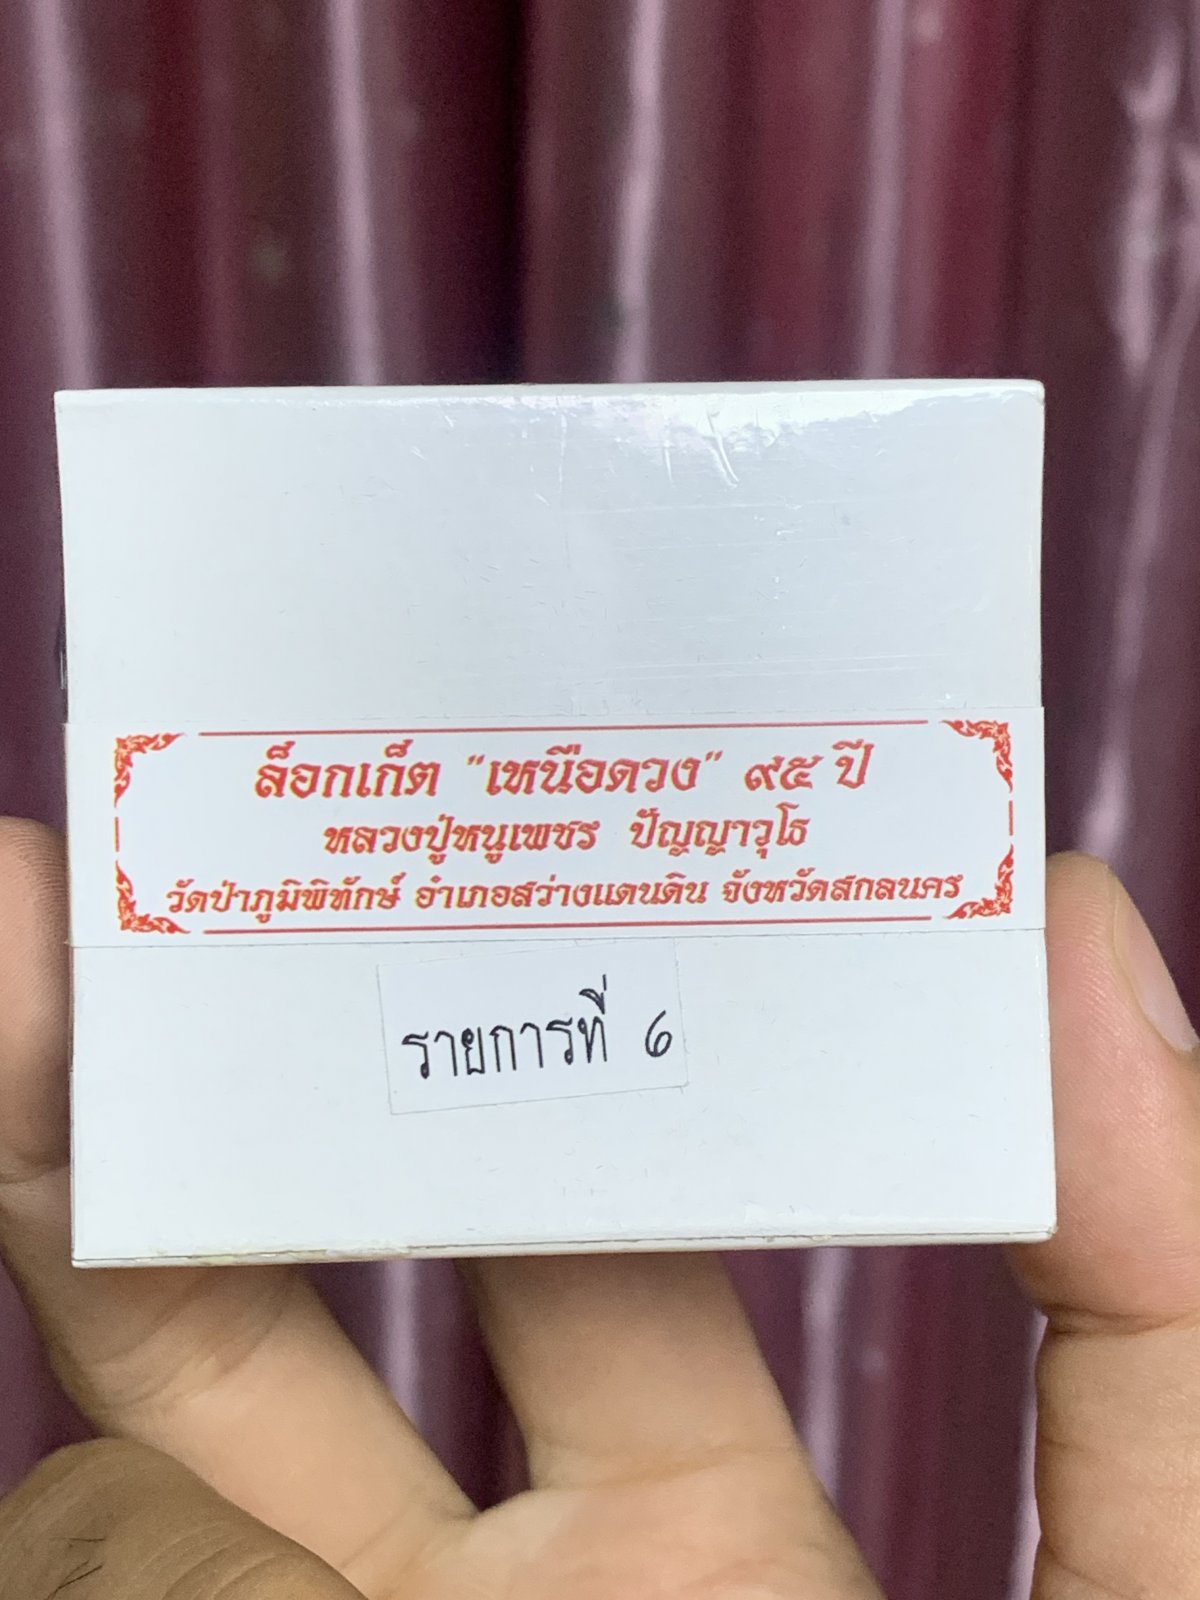 ล็อกเก็ต "เหนือดวง" ๙๕ ปี
หลวงปู่หนูเพชร ปัญญาวุโธ
วัดป่าภูมิพิทักษ์ อำเภอสว่างแดนดิน จังหวัดสกลนคร
รายการที่ 6